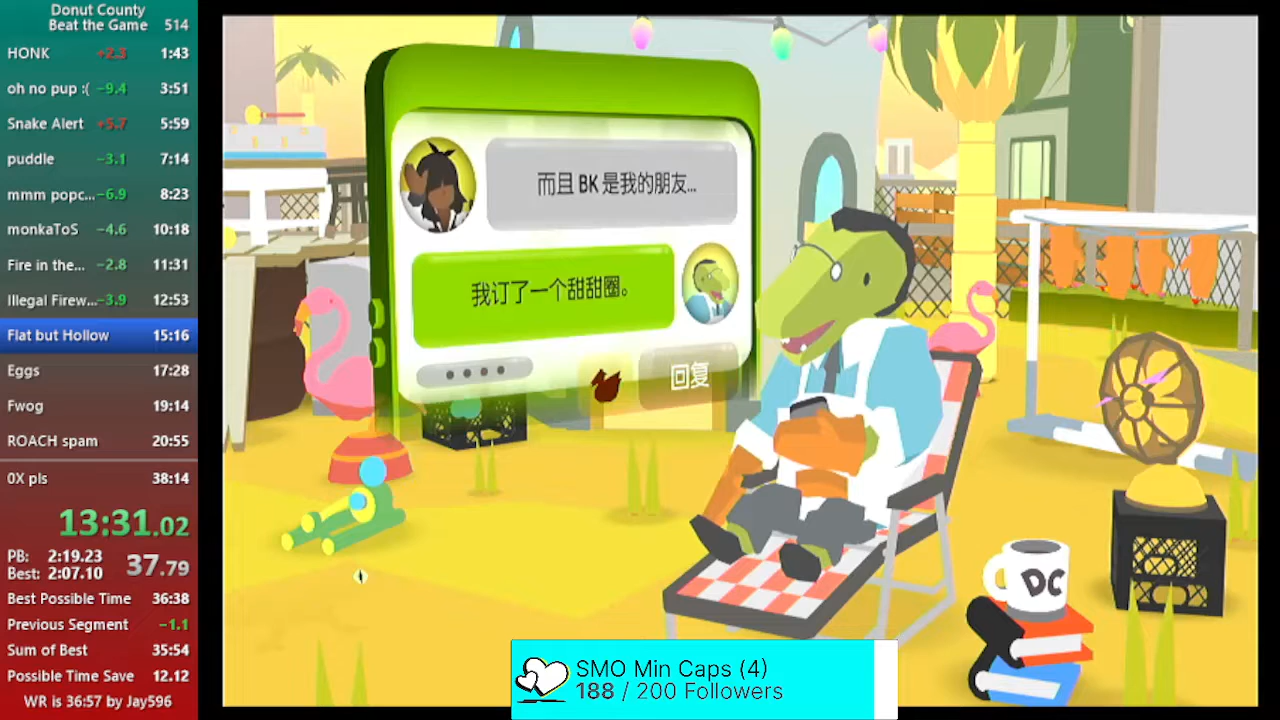 Donut County
Beat the Game 514
HONK +2.3 1:43
oh no pup :( -9.4 3:51
Snake Alert +5.7 5:59
puddle -3.1 7:14
mmm popc... -6.9 8:23
monkaToS -4.6 10:18
Fire in the... -2.8 11:31
Illegal Firew... -3.9 12:53
Flat but Hollow 15:16
Eggs 17:28
Fwog 19:14
ROACH spam 20:55
0X pls 38:14
13:31.02
PB: 2:19.23
Best: 2:07.10
37.79
Best Possible Time 36:38
Previous Segment -1.1
Sum of Best 35:54
Possible Time Save 12.12
WR is 36:57 by Jay596
而且 BK 是我的朋友...
我订了一个甜甜圈。
回复
DC
SMO Min Caps (4)
188 / 200 Followers